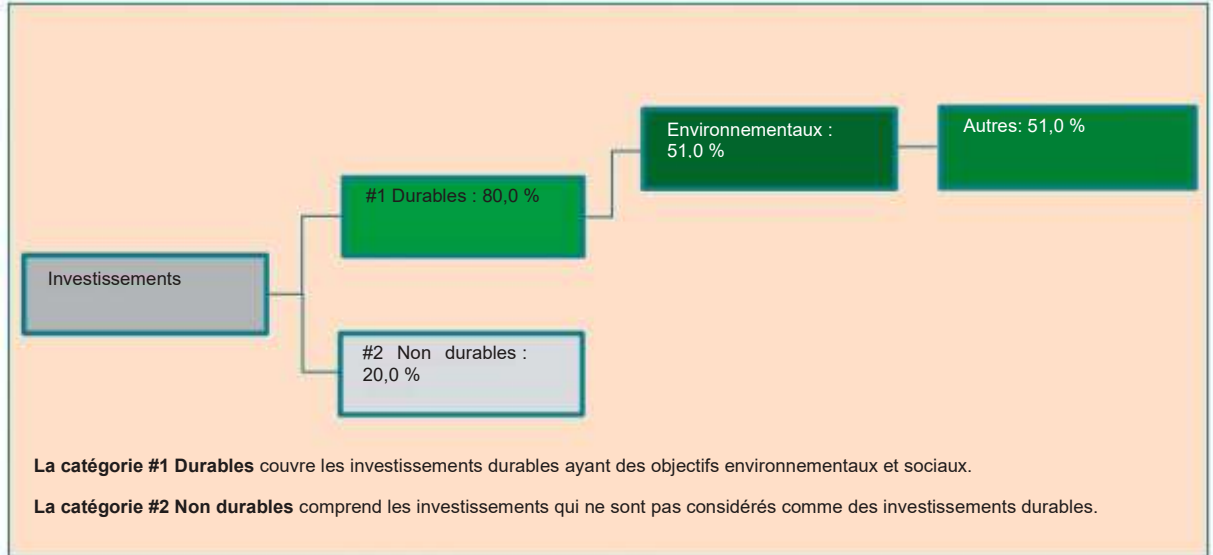 Environnementaux :
51,0 %
Autres: 51,0 %
#1 Durables : 80,0 %
Investissements
#2 Non durables :
20,0 %
La catégorie #1 Durables couvre les investissements durables ayant des objectifs environnementaux et sociaux.
La catégorie #2 Non durables comprend les investissements qui ne sont pas considérés comme des investissements durables.